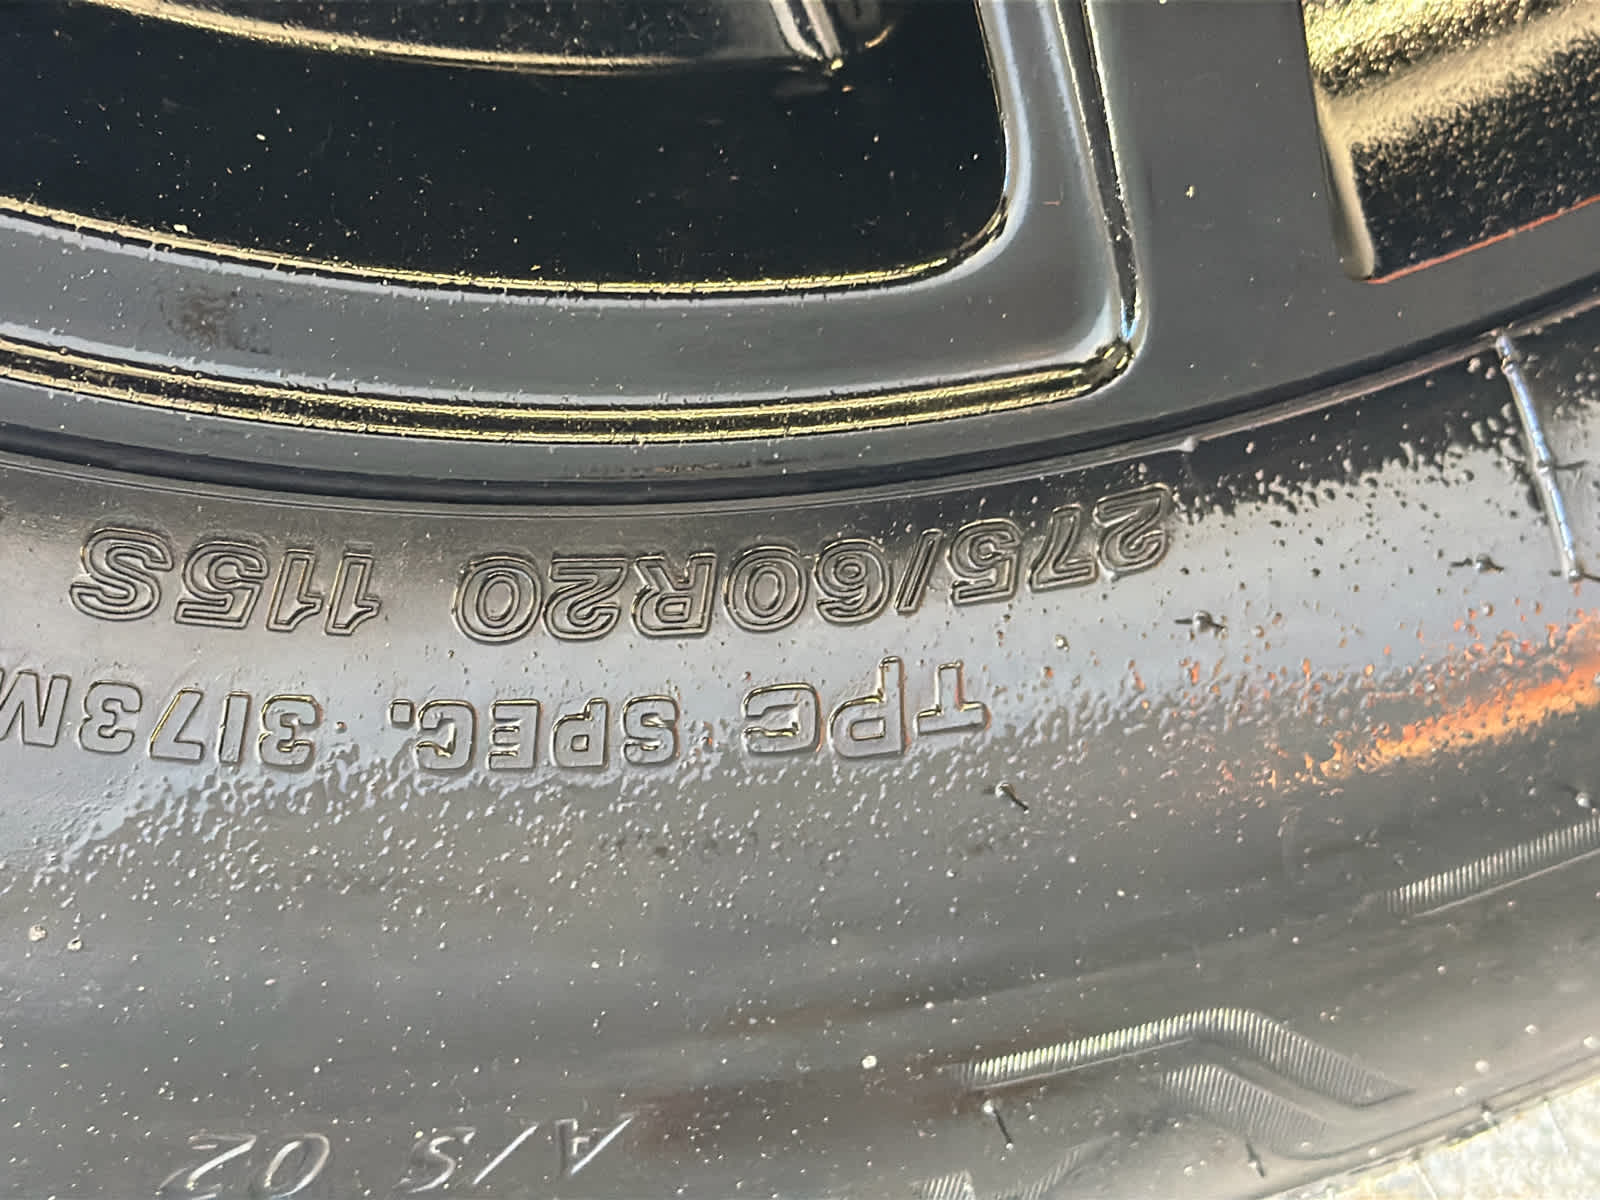 A/S 02
TPC SPEC. 3173M
275/60R20 115S